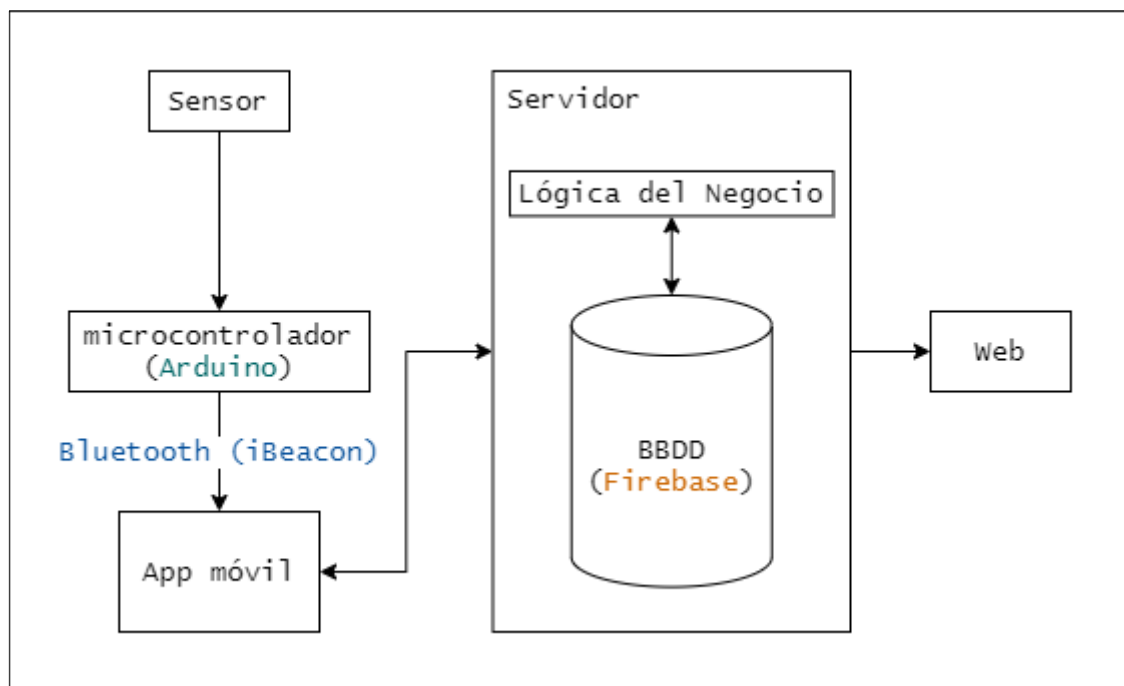 Sensor
Servidor
Lógica del Negocio
microcontrolador
(Arduino)
Web
Bluetooth (iBeacon)
BBDD
(Firebase)
App móvil